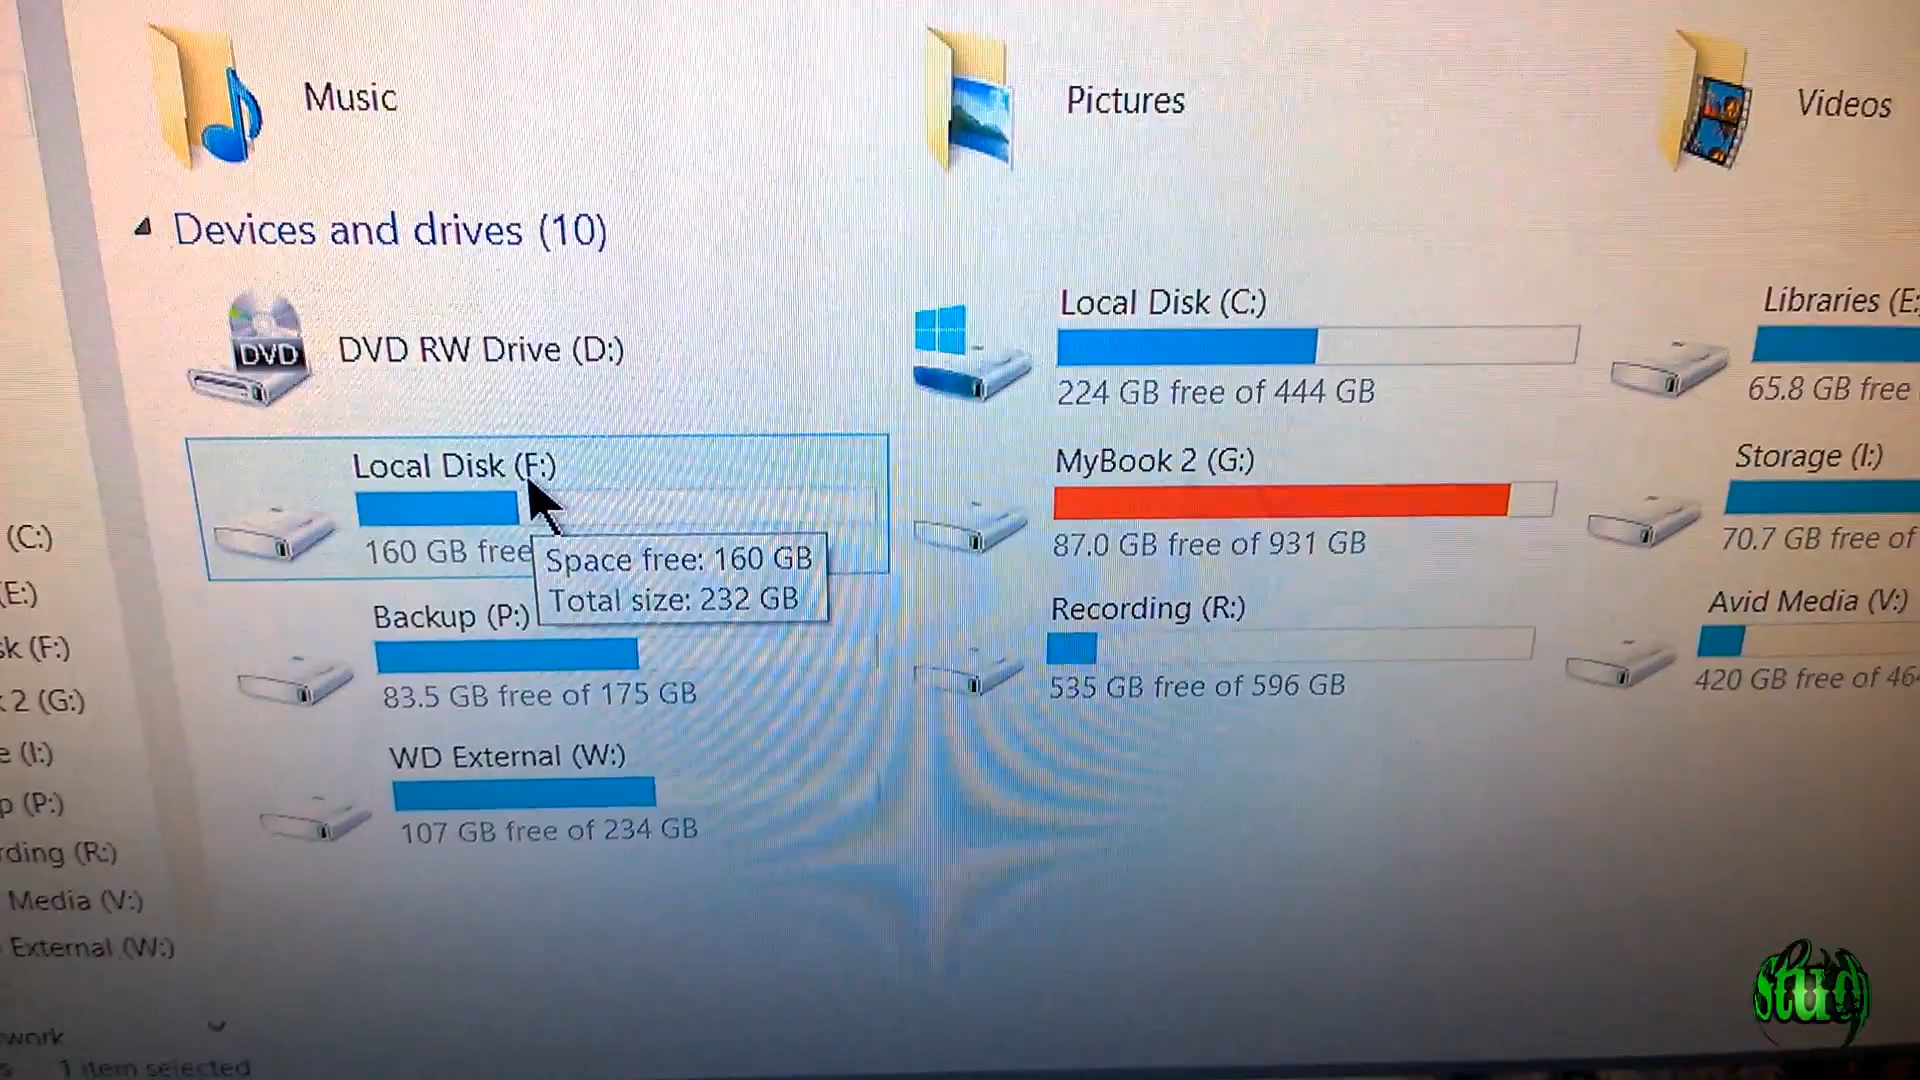 Music
Pictures
Videos
Devices and drives (10)
DVD
DVD RW Drive (D:)
Local Disk (C:)
224 GB free of 444 GB
Libraries (E:
65.8 GB free
Local Disk (F:)
160 GB free
Space free: 160 GB
Total size: 232 GB
MyBook 2 (G:)
87.0 GB free of 931 GB
Storage (I:)
70.7 GB free of
Backup (P:)
83.5 GB free of 175 GB
Recording (R:)
535 GB free of 596 GB
Avid Media (V:)
420 GB free of 464
WD External (W:)
107 GB free of 234 GB
(C:)
(E:)
sk (F:)
2 (G:)
e (I:)
p (P:)
rding (R:)
Media (V:)
External (W:)
work
1 item selected